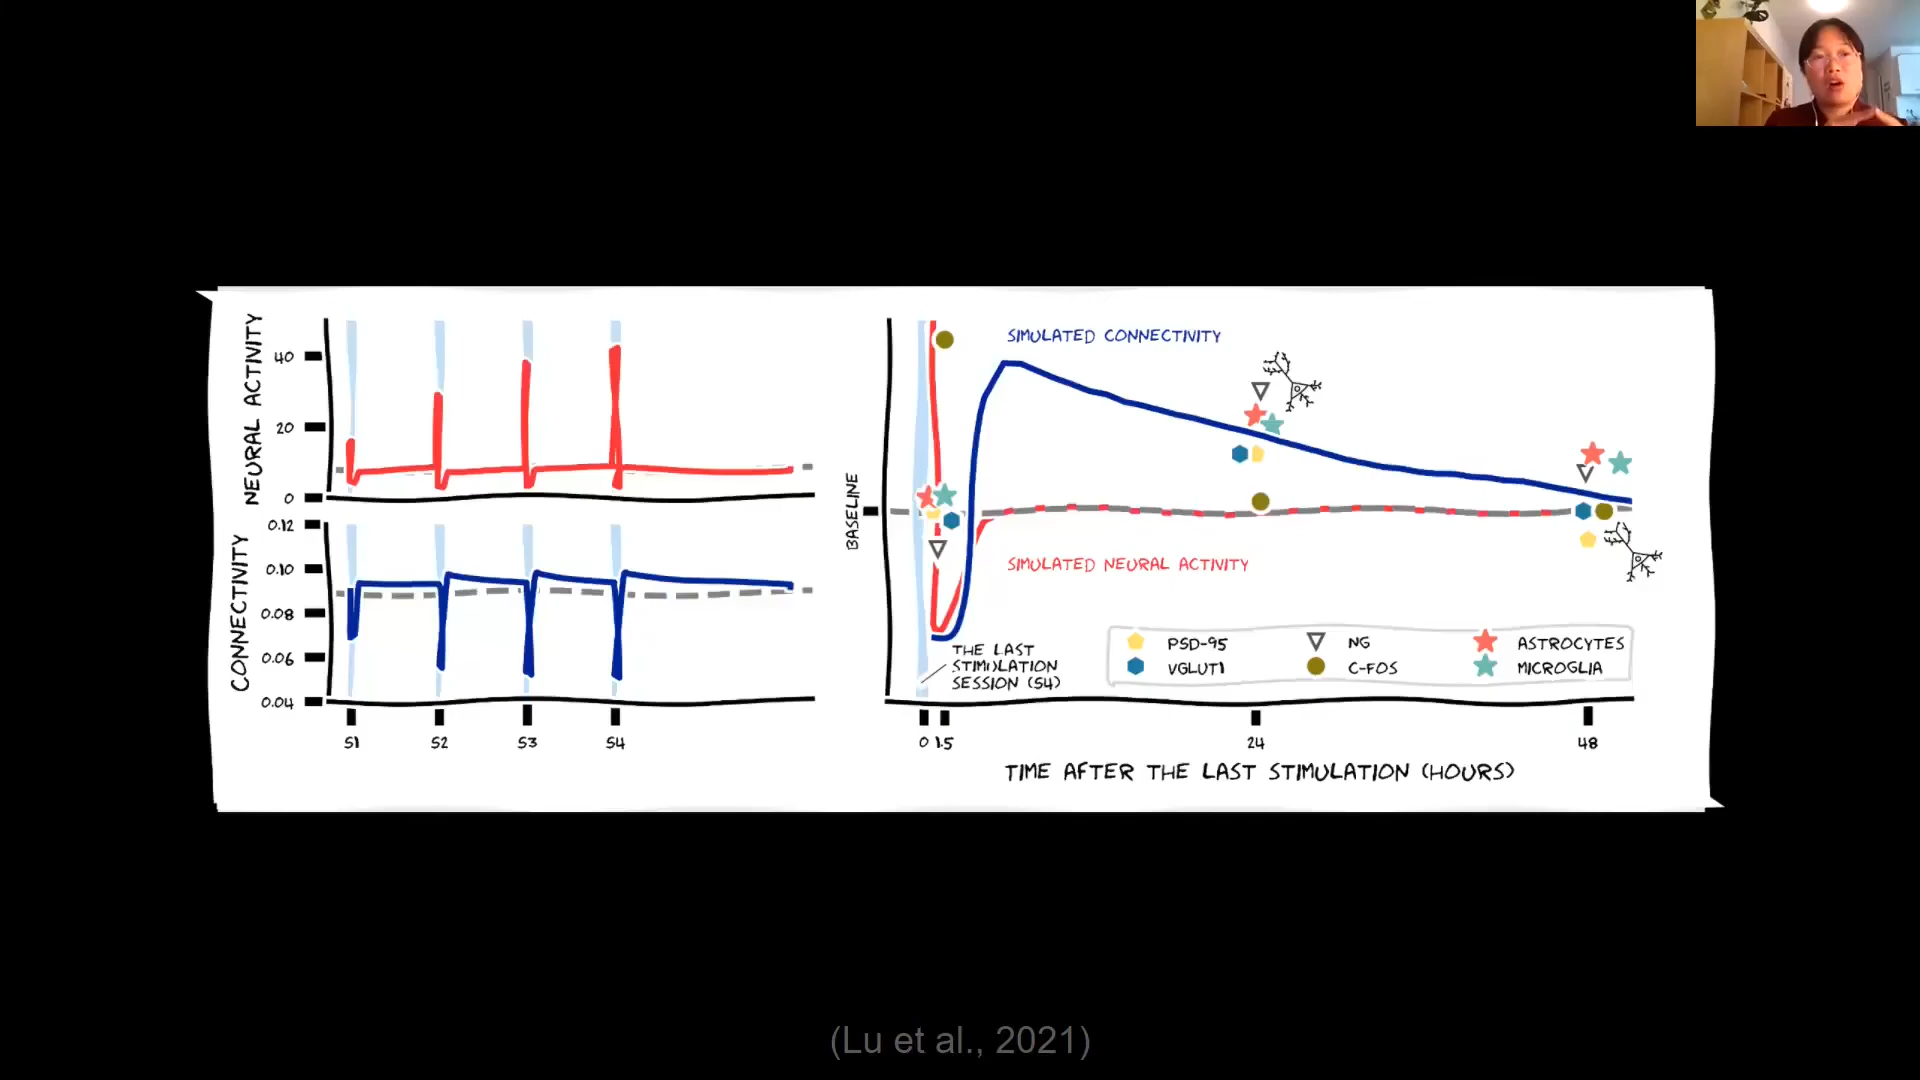 NEURAL ACTIVITY
40
20
0
CONNECTIVITY
0.12
0.10
0.08
0.06
0.04
S1 S2 S3 S4
BASELINE
SIMULATED CONNECTIVITY
SIMULATED NEURAL ACTIVITY
THE LAST
STIMULATION
SESSION (S4)
PSD-95 NG ASTROCYTES
VGLUT1 C-FOS MICROGLIA
0 1.5 24 48
TIME AFTER THE LAST STIMULATION (HOURS)
(Lu et al., 2021)